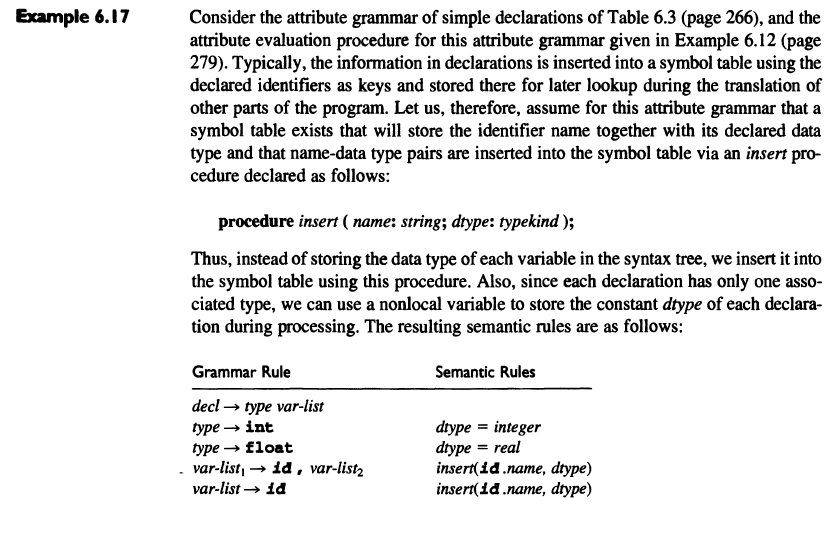 Example 6.17 Consider the attribute grammar of simple declarations of Table 6.3 (page 266), and the
attribute evaluation procedure for this attribute grammar given in Example 6.12 (page
279). Typically, the information in declarations is inserted into a symbol table using the
declared identifiers as keys and stored there for later lookup during the translation of
other parts of the program. Let us, therefore, assume for this attribute grammar that a
symbol table exists that will store the identifier name together with its declared data
type and that name-data type pairs are inserted into the symbol table via an insert pro-
cedure declared as follows:
procedure insert ( name: string; dtype: typekind );
Thus, instead of storing the data type of each variable in the syntax tree, we insert it into
the symbol table using this procedure. Also, since each declaration has only one asso-
ciated type, we can use a nonlocal variable to store the constant dtype of each declara-
tion during processing. The resulting semantic rules are as follows:
Grammar Rule Semantic Rules
decl → type var-list
type → int dtype = integer
type → float dtype = real
var-list₁ → id , var-list₂ insert(id .name, dtype)
var-list → id insert(id .name, dtype)